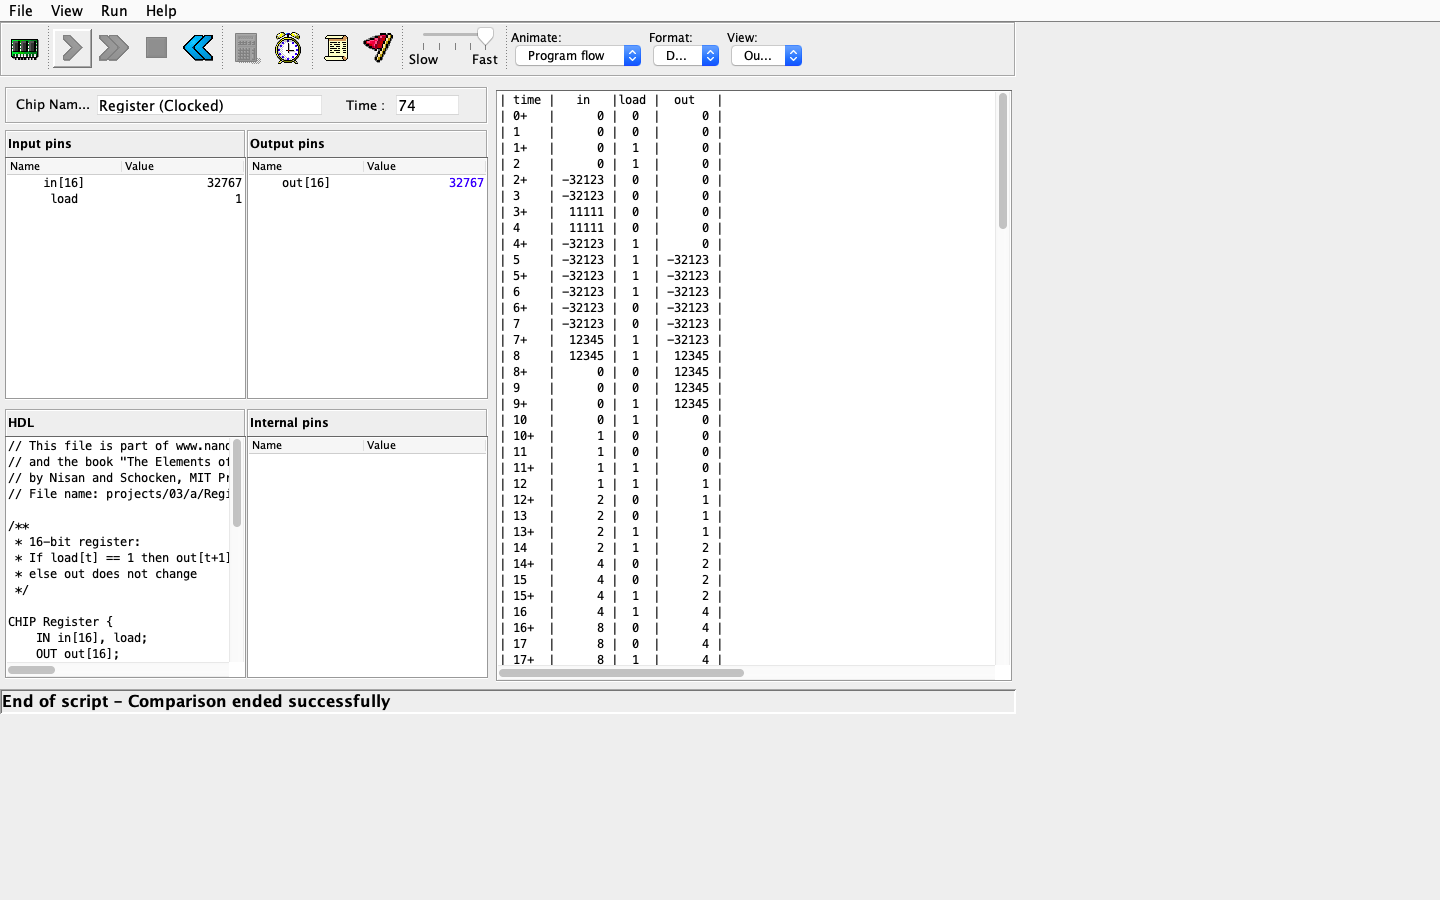 File View Run Help
Slow Fast
Animate:
Program flow
Format:
D...
View:
Ou...
Chip Nam... Register (Clocked) Time : 74
Input pins
Name Value
in[16] 32767
load 1
Output pins
Name Value
out[16] 32767
HDL
// This file is part of www.nand
// and the book "The Elements of
// by Nisan and Schocken, MIT Pr
// File name: projects/03/a/Regi
/**
* 16-bit register:
* If load[t] == 1 then out[t+1]
* else out does not change
*/
CHIP Register {
IN in[16], load;
OUT out[16];
Internal pins
Name Value
| time | in |load | out |
| 0+ | 0 | 0 | 0 |
| 1 | 0 | 0 | 0 |
| 1+ | 0 | 1 | 0 |
| 2 | 0 | 1 | 0 |
| 2+ | -32123 | 0 | 0 |
| 3 | -32123 | 0 | 0 |
| 3+ | 11111 | 0 | 0 |
| 4 | 11111 | 0 | 0 |
| 4+ | -32123 | 1 | 0 |
| 5 | -32123 | 1 | -32123 |
| 5+ | -32123 | 1 | -32123 |
| 6 | -32123 | 1 | -32123 |
| 6+ | -32123 | 0 | -32123 |
| 7 | -32123 | 0 | -32123 |
| 7+ | 12345 | 1 | -32123 |
| 8 | 12345 | 1 | 12345 |
| 8+ | 0 | 0 | 12345 |
| 9 | 0 | 0 | 12345 |
| 9+ | 0 | 1 | 12345 |
| 10 | 0 | 1 | 0 |
| 10+ | 1 | 0 | 0 |
| 11 | 1 | 0 | 0 |
| 11+ | 1 | 1 | 0 |
| 12 | 1 | 1 | 1 |
| 12+ | 2 | 0 | 1 |
| 13 | 2 | 0 | 1 |
| 13+ | 2 | 1 | 1 |
| 14 | 2 | 1 | 2 |
| 14+ | 4 | 0 | 2 |
| 15 | 4 | 0 | 2 |
| 15+ | 4 | 1 | 2 |
| 16 | 4 | 1 | 4 |
| 16+ | 8 | 0 | 4 |
| 17 | 8 | 0 | 4 |
| 17+ | 8 | 1 | 4 |
End of script - Comparison ended successfully